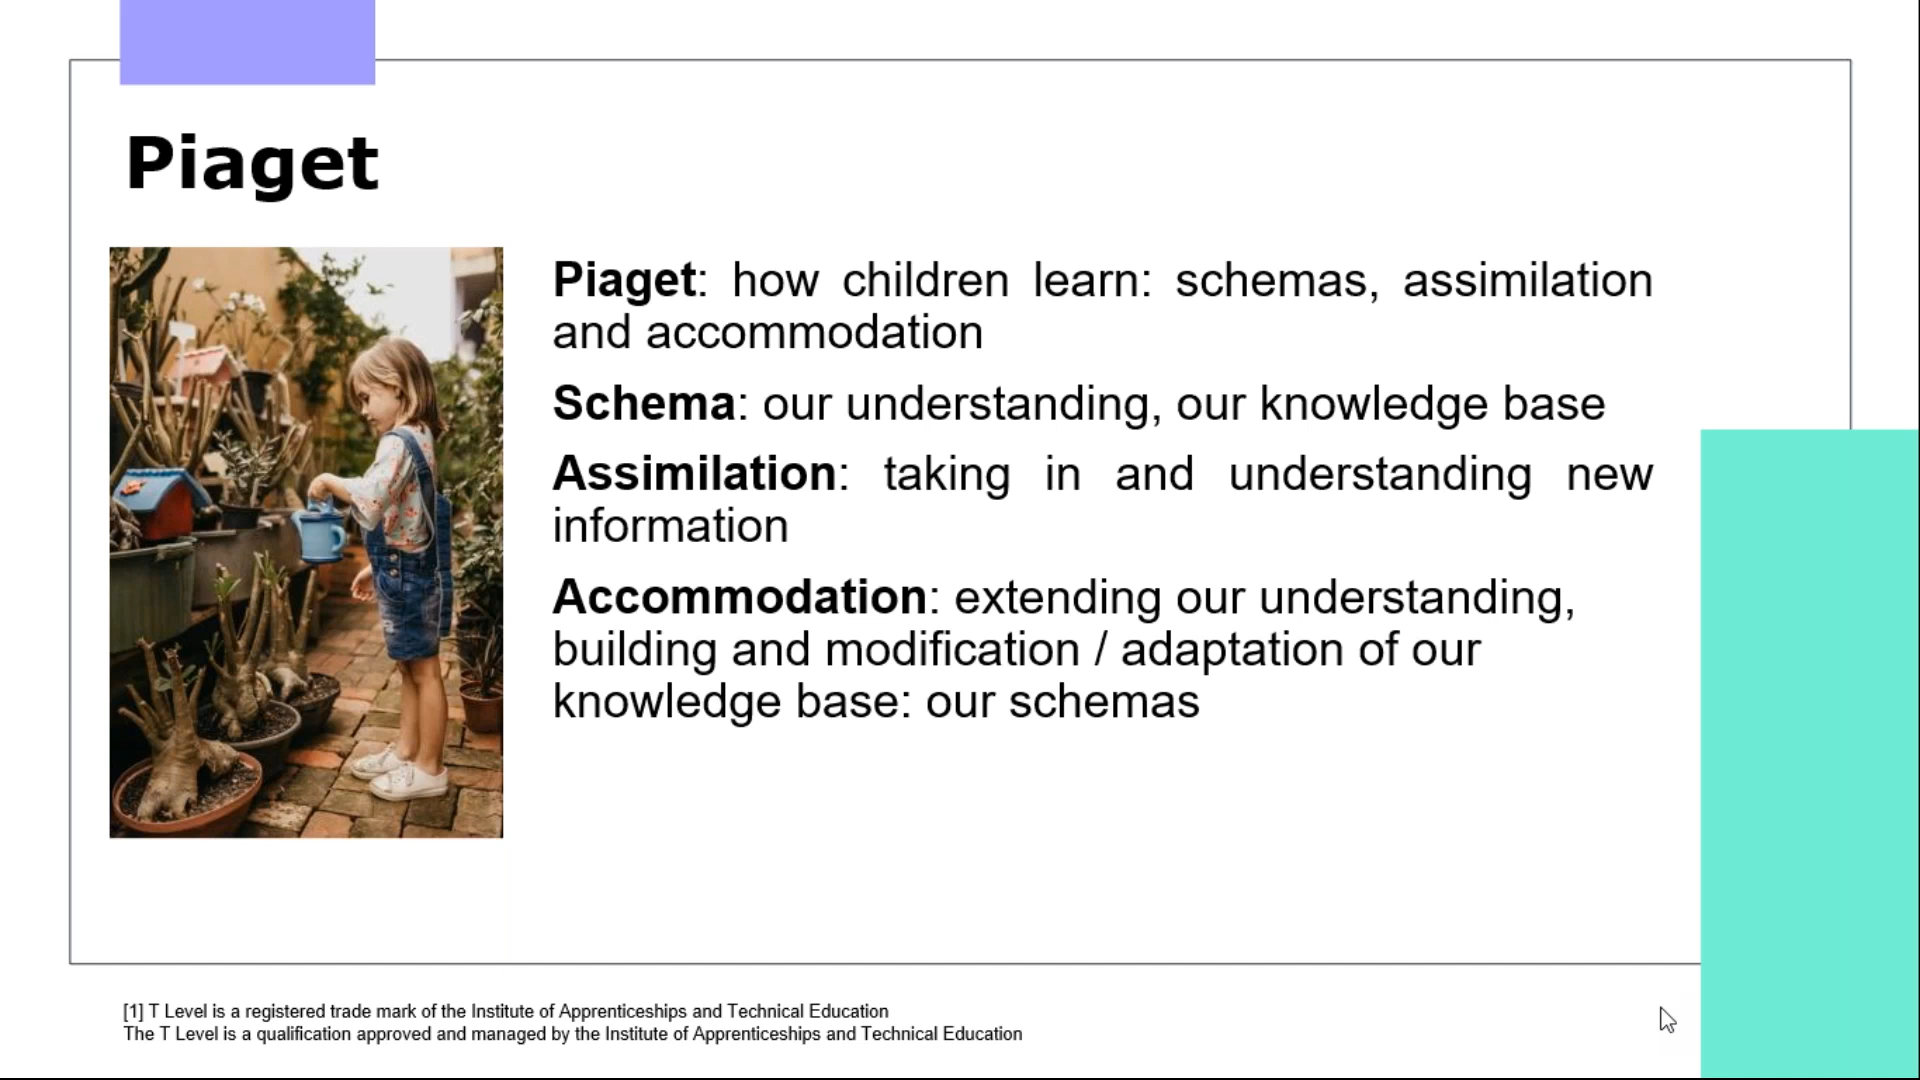 Piaget
Piaget: how children learn: schemas, assimilation
and accommodation
Schema: our understanding, our knowledge base
Assimilation: taking in and understanding new
information
Accommodation: extending our understanding,
building and modification / adaptation of our
knowledge base: our schemas
[1] T Level is a registered trade mark of the Institute of Apprenticeships and Technical Education
The T Level is a qualification approved and managed by the Institute of Apprenticeships and Technical Education